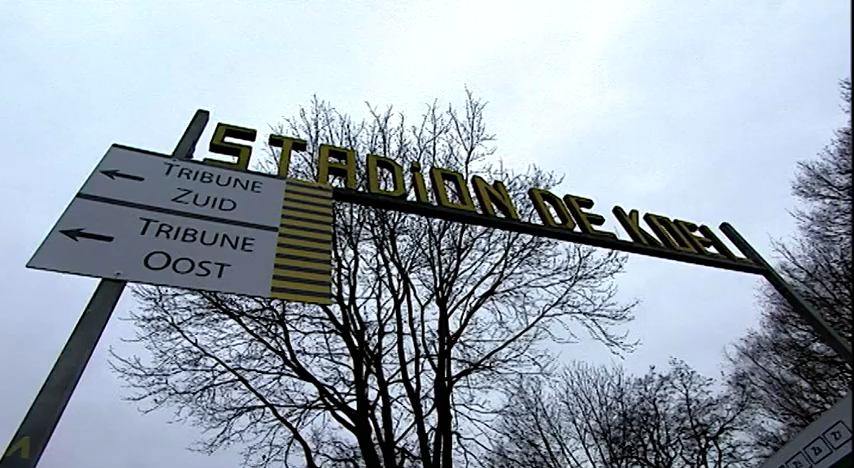 STADiON DE KOEL
TRIBUNE
ZUID
TRIBUNE
OOST